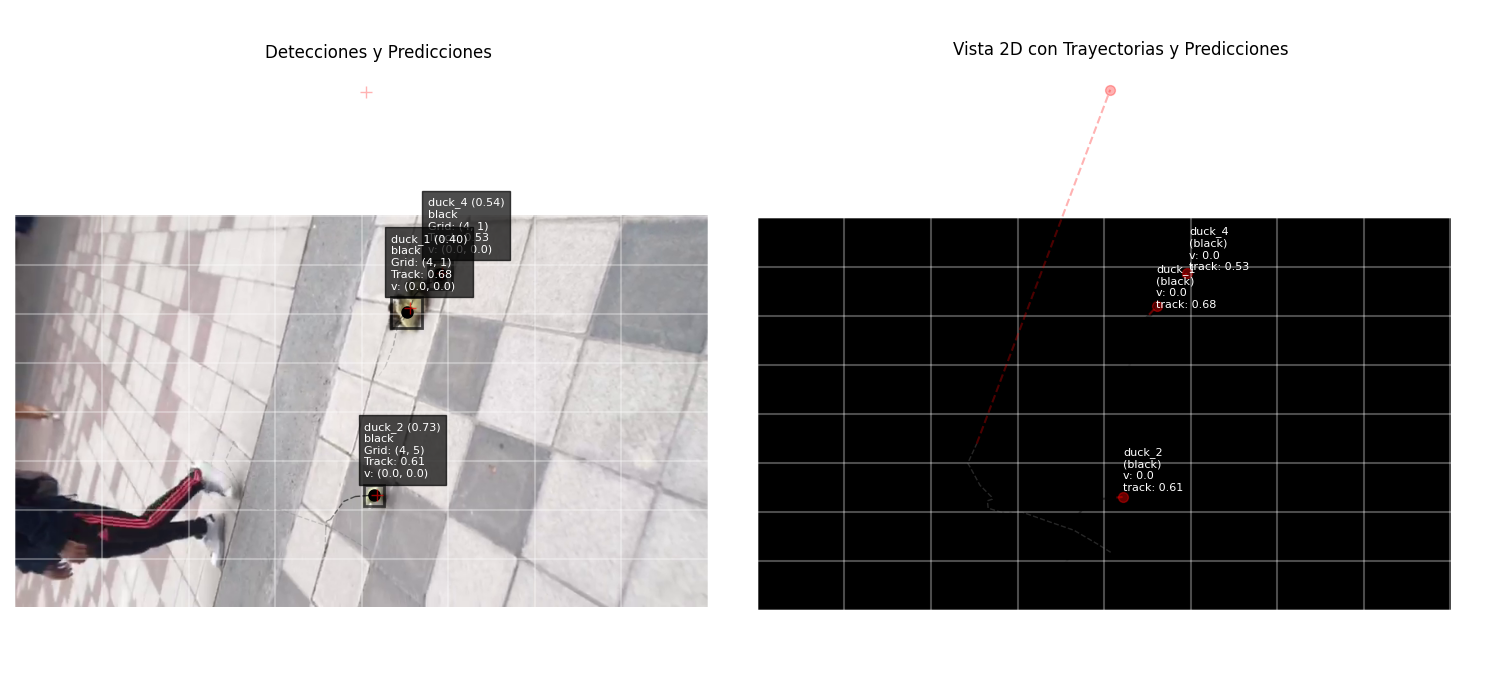 Detecciones y Predicciones
duck_4 (0.54)
black
Grid: (4, 1)
0.53
v: (0.0, 0.0)
duck_1 (0.40)
black
Grid: (4, 1)
Track: 0.68
v: (0.0, 0.0)
duck_2 (0.73)
black
Grid: (4, 5)
Track: 0.61
v: (0.0, 0.0)
Vista 2D con Trayectorias y Predicciones
duck_4
(black)
v: 0.0
track: 0.53
duck_1
(black)
v: 0.0
track: 0.68
duck_2
(black)
v: 0.0
track: 0.61